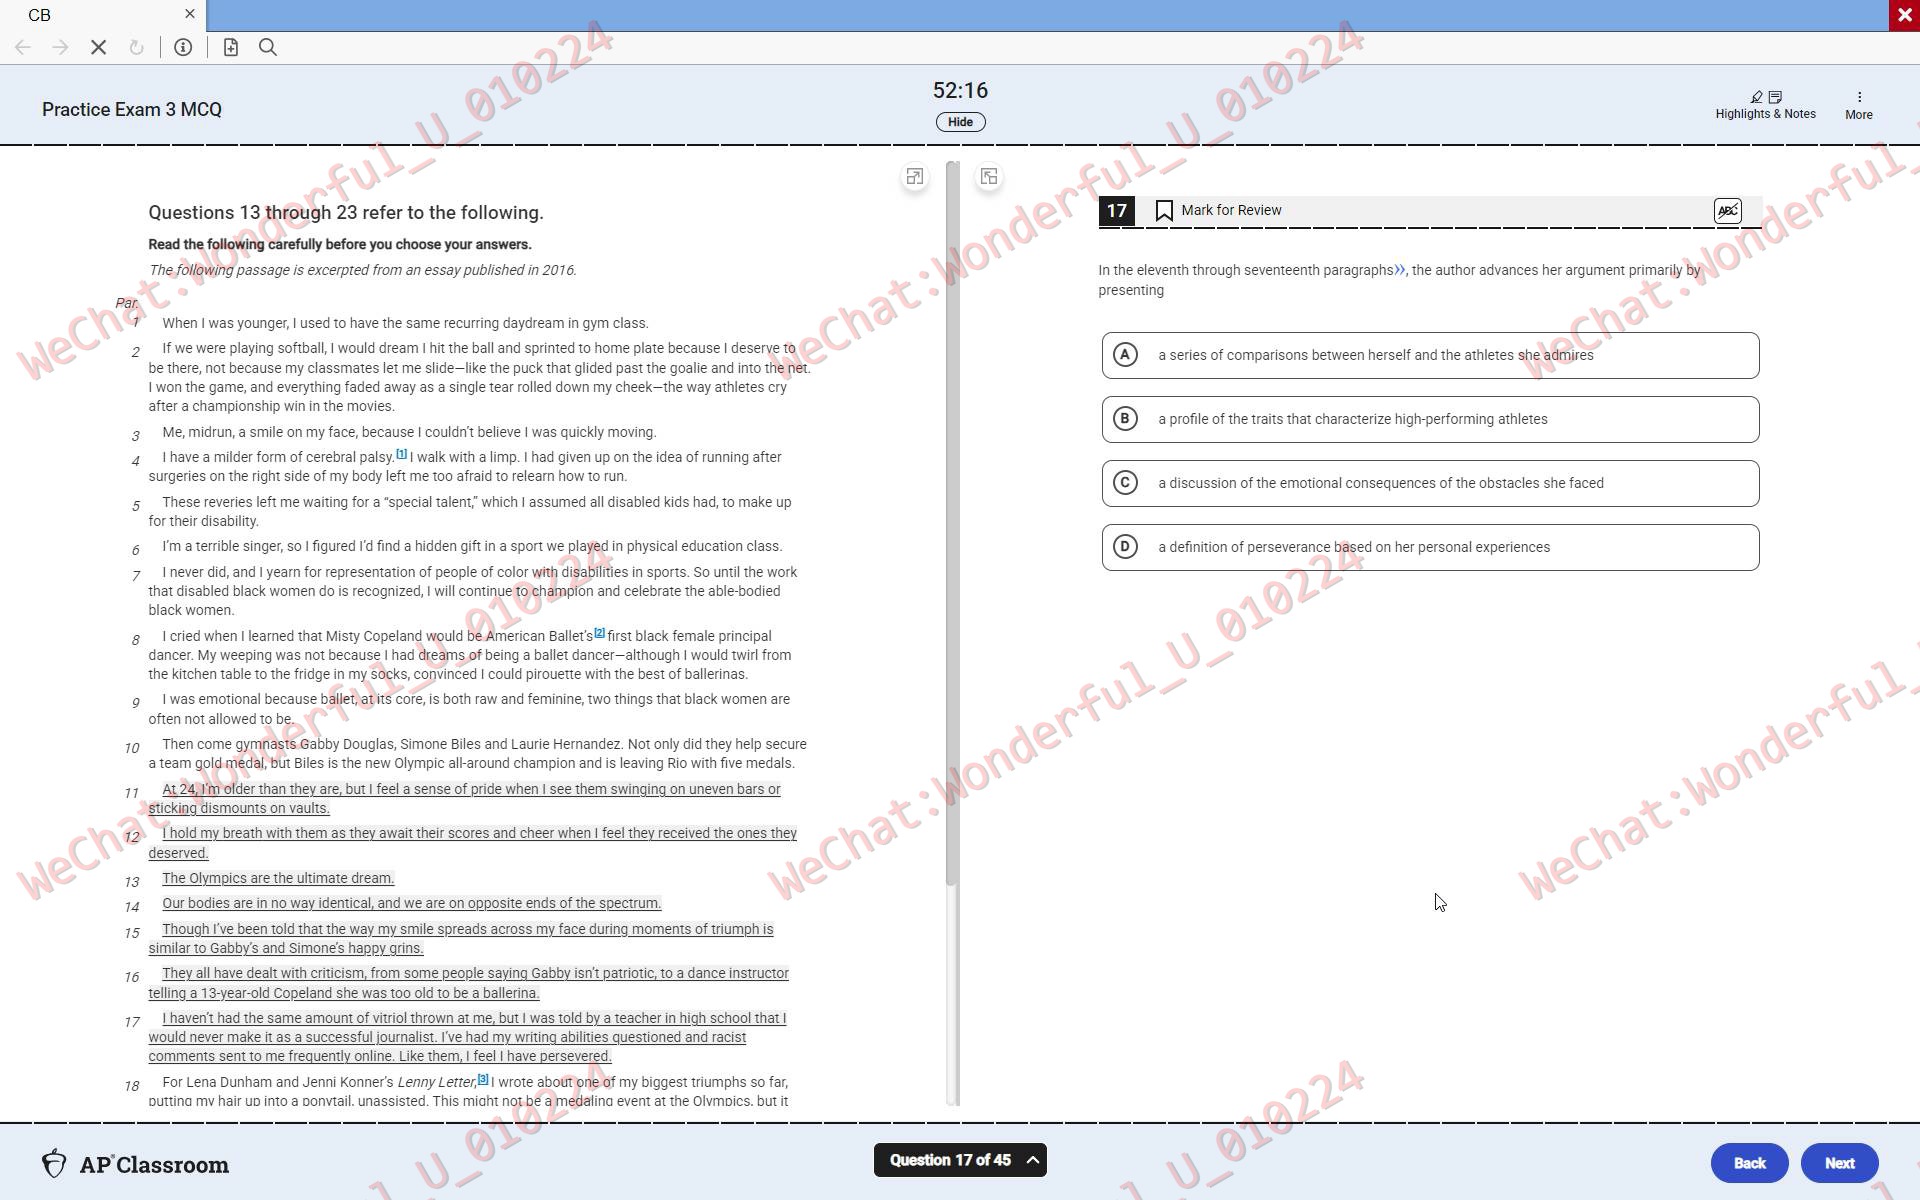 CB
Practice Exam 3 MCQ
52:16
Hide
Highlights & Notes
More
Questions 13 through 23 refer to the following.
Read the following carefully before you choose your answers.
The following passage is excerpted from an essay published in 2016.
Par.
1 When I was younger, I used to have the same recurring daydream in gym class.
2 If we were playing softball, I would dream I hit the ball and sprinted to home plate because I deserve to
be there, not because my classmates let me slide—like the puck that glided past the goalie and into the net.
I won the game, and everything faded away as a single tear rolled down my cheek—the way athletes cry
after a championship win in the movies.
3 Me, midrun, a smile on my face, because I couldn't believe I was quickly moving.
4 I have a milder form of cerebral palsy.[1] I walk with a limp. I had given up on the idea of running after
surgeries on the right side of my body left me too afraid to relearn how to run.
5 These reveries left me waiting for a “special talent,” which I assumed all disabled kids had, to make up
for their disability.
6 I'm a terrible singer, so I figured I'd find a hidden gift in a sport we played in physical education class.
7 I never did, and I yearn for representation of people of color with disabilities in sports. So until the work
that disabled black women do is recognized, I will continue to champion and celebrate the able-bodied
black women.
8 I cried when I learned that Misty Copeland would be American Ballet's[2] first black female principal
dancer. My weeping was not because I had dreams of being a ballet dancer—although I would twirl from
the kitchen table to the fridge in my socks, convinced I could pirouette with the best of ballerinas.
9 I was emotional because ballet, at its core, is both raw and feminine, two things that black women are
often not allowed to be.
10 Then come gymnasts Gabby Douglas, Simone Biles and Laurie Hernandez. Not only did they help secure
a team gold medal, but Biles is the new Olympic all-around champion and is leaving Rio with five medals.
11 At 24, I'm older than they are, but I feel a sense of pride when I see them swinging on uneven bars or
sticking dismounts on vaults.
12 I hold my breath with them as they await their scores and cheer when I feel they received the ones they
deserved.
13 The Olympics are the ultimate dream.
14 Our bodies are in no way identical, and we are on opposite ends of the spectrum.
15 Though I've been told that the way my smile spreads across my face during moments of triumph is
similar to Gabby's and Simone's happy grins.
16 They all have dealt with criticism, from some people saying Gabby isn't patriotic, to a dance instructor
telling a 13-year-old Copeland she was too old to be a ballerina.
17 I haven't had the same amount of vitriol thrown at me, but I was told by a teacher in high school that I
would never make it as a successful journalist. I've had my writing abilities questioned and racist
comments sent to me frequently online. Like them, I feel I have persevered.
18 For Lena Dunham and Jenni Konner's Lenny Letter,[3] I wrote about one of my biggest triumphs so far,
putting my hair up into a ponytail, unassisted. This might not be a medaling event at the Olympics, but it
17 Mark for Review
ABC
In the eleventh through seventeenth paragraphs», the author advances her argument primarily by
presenting
A a series of comparisons between herself and the athletes she admires
B a profile of the traits that characterize high-performing athletes
C a discussion of the emotional consequences of the obstacles she faced
D a definition of perseverance based on her personal experiences
AP Classroom
Question 17 of 45
Back
Next
WeChat:Wonderful_U_010224
WeChat:Wonderful_U_010224
WeChat:Wonderful_
WeChat:Wonderful_U_010224
WeChat:Wonderful_U_010224
WeChat:Wonderful_
U_010224
U_010224